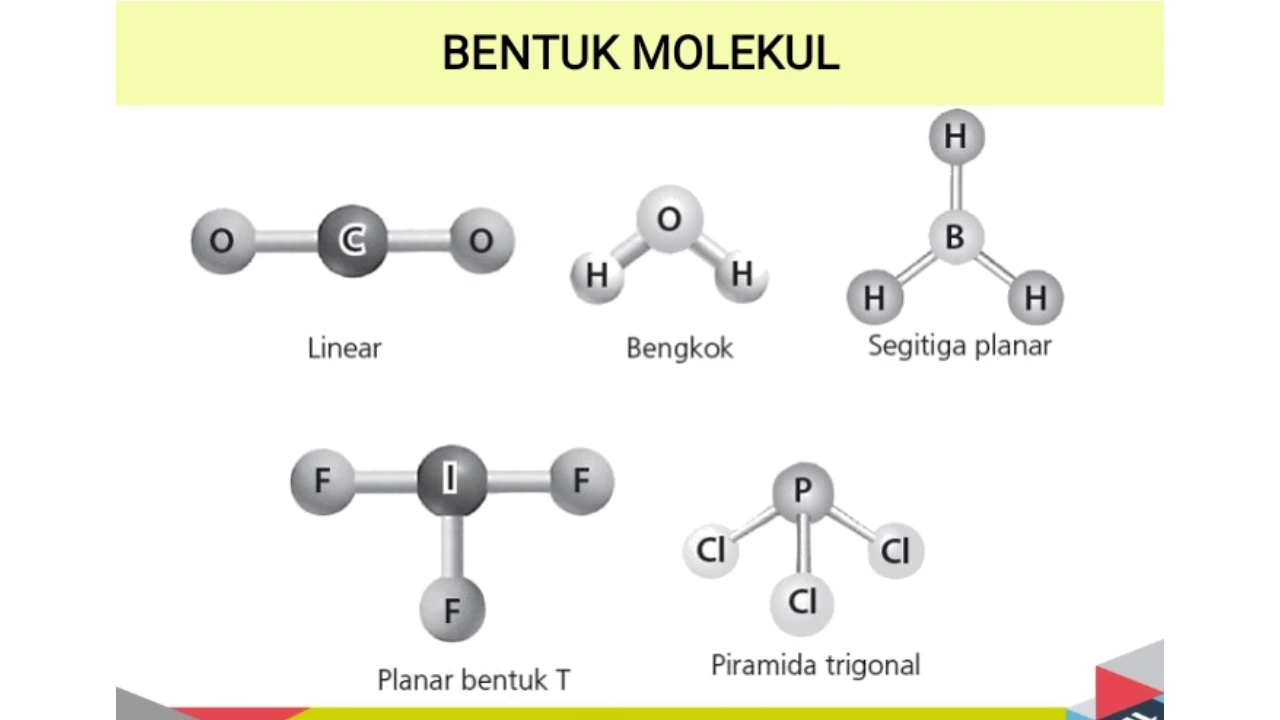 BENTUK MOLEKUL
O C O
O
H H
H
B
H H
Linear
Bengkok
Segitiga planar
F I F
F
P
Cl Cl
Cl
Planar bentuk T
Piramida trigonal